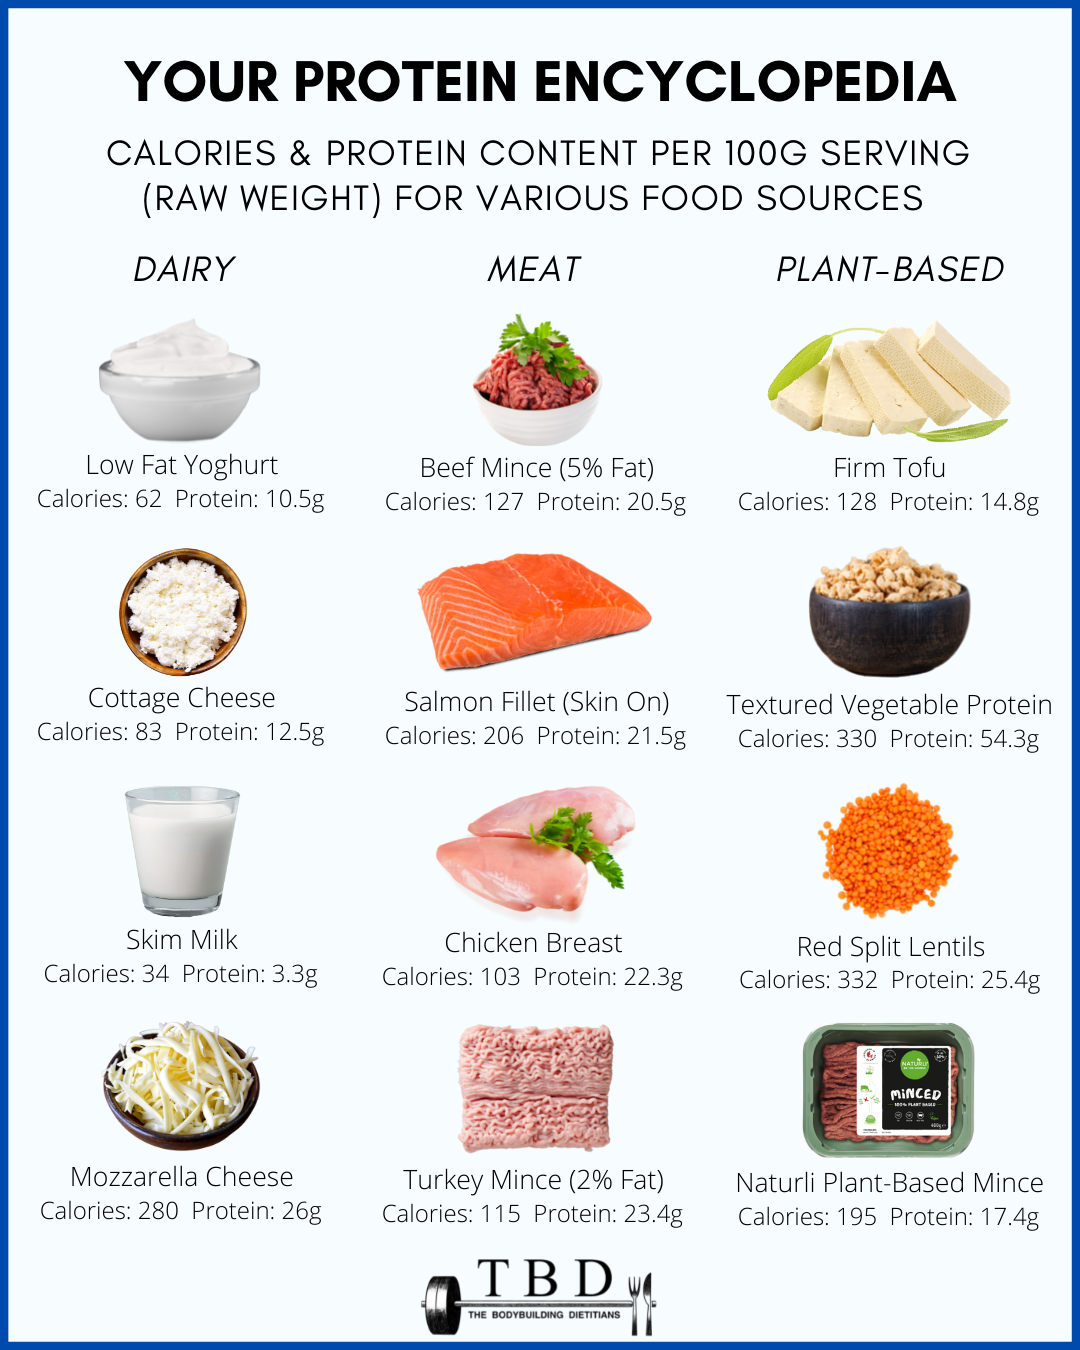 YOUR PROTEIN ENCYCLOPEDIA
CALORIES & PROTEIN CONTENT PER 100G SERVING
(RAW WEIGHT) FOR VARIOUS FOOD SOURCES
DAIRY
MEAT
PLANT-BASED
Low Fat Yoghurt
Calories: 62 Protein: 10.5g
Beef Mince (5% Fat)
Calories: 127 Protein: 20.5g
Firm Tofu
Calories: 128 Protein: 14.8g
Cottage Cheese
Calories: 83 Protein: 12.5g
Salmon Fillet (Skin On)
Calories: 206 Protein: 21.5g
Textured Vegetable Protein
Calories: 330 Protein: 54.3g
Skim Milk
Calories: 34 Protein: 3.3g
Chicken Breast
Calories: 103 Protein: 22.3g
Red Split Lentils
Calories: 332 Protein: 25.4g
NATURLI'
MINCED
100% PLANT BASED
400g
Mozzarella Cheese
Calories: 280 Protein: 26g
Turkey Mince (2% Fat)
Calories: 115 Protein: 23.4g
Naturli Plant-Based Mince
Calories: 195 Protein: 17.4g
TBD
THE BODYBUILDING DIETITIANS